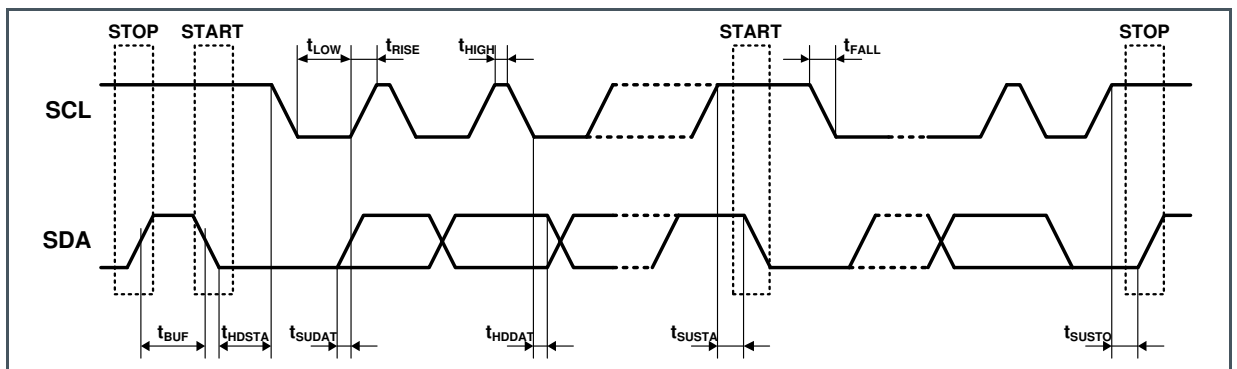 STOP START START STOP
tLOW tRISE tHIGH tFALL
SCL
SDA
tBUF tHDSTA tSUDAT tHDDAT tSUSTA tSUSTO